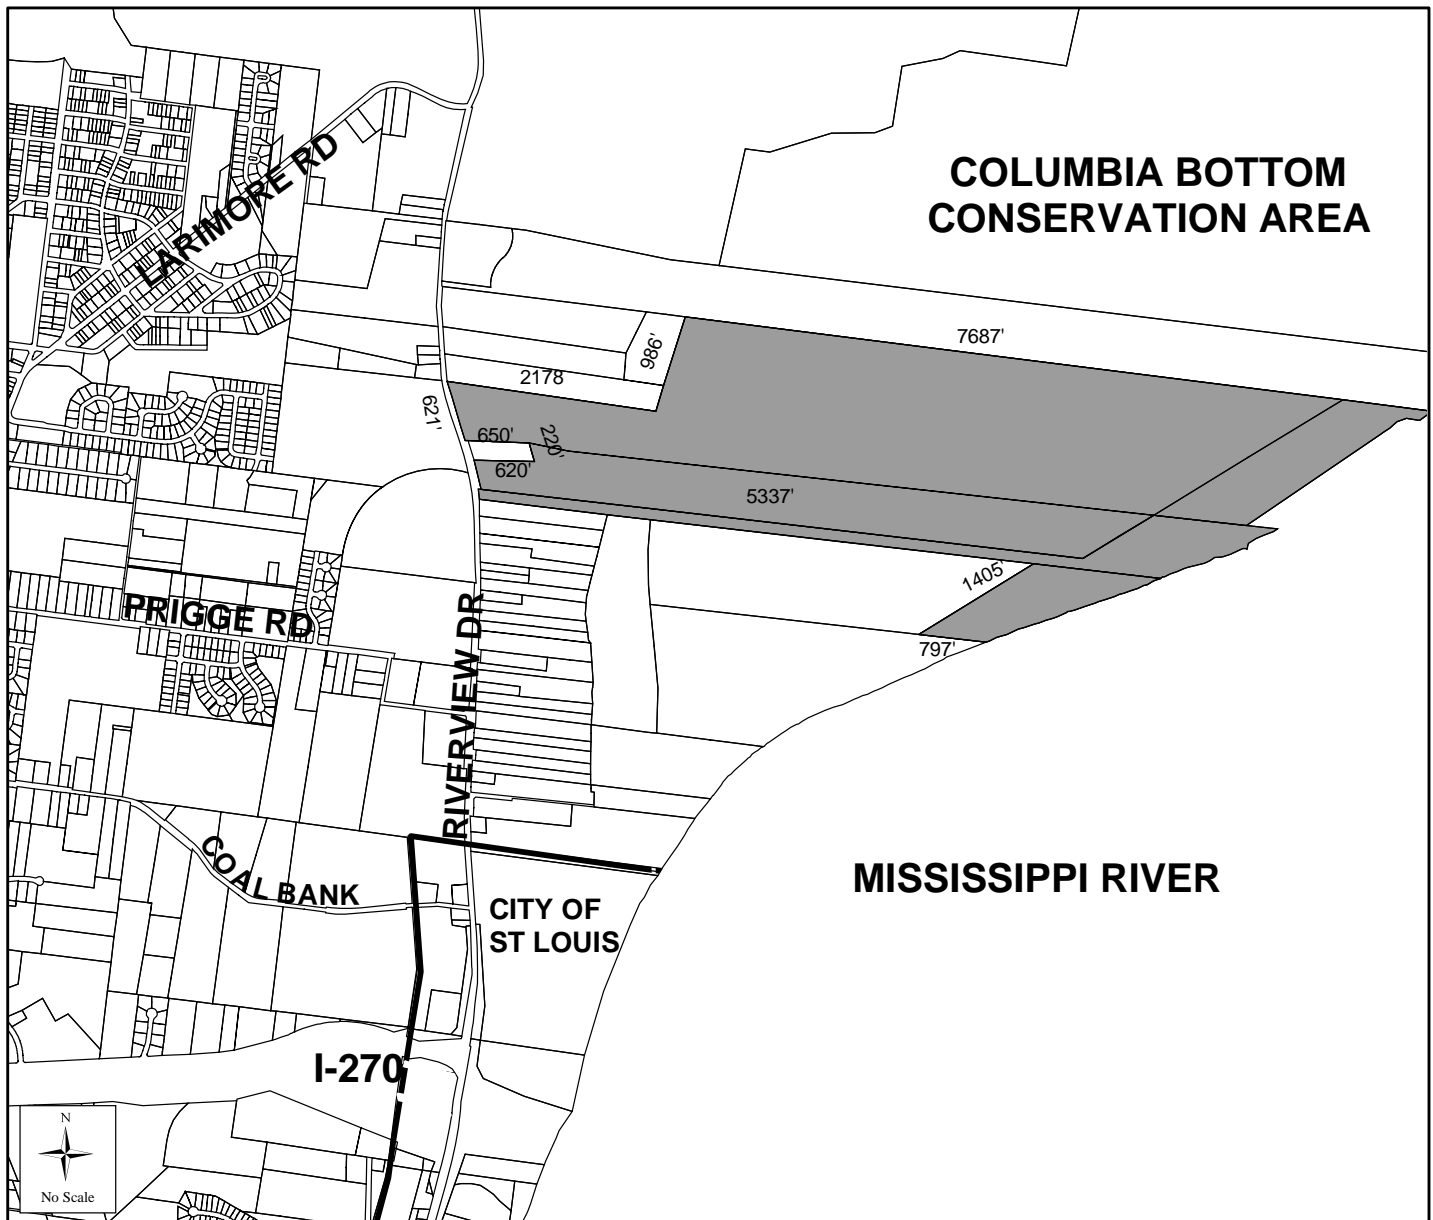 COLUMBIA BOTTOM
CONSERVATION AREA
LARIMORE RD
7687'
986'
2178
621'
650'
220'
620'
5337'
1405'
PRIGGE RD
797'
RIVERVIEW DR
COAL BANK
MISSISSIPPI RIVER
CITY OF
ST LOUIS
I-270
N
No Scale